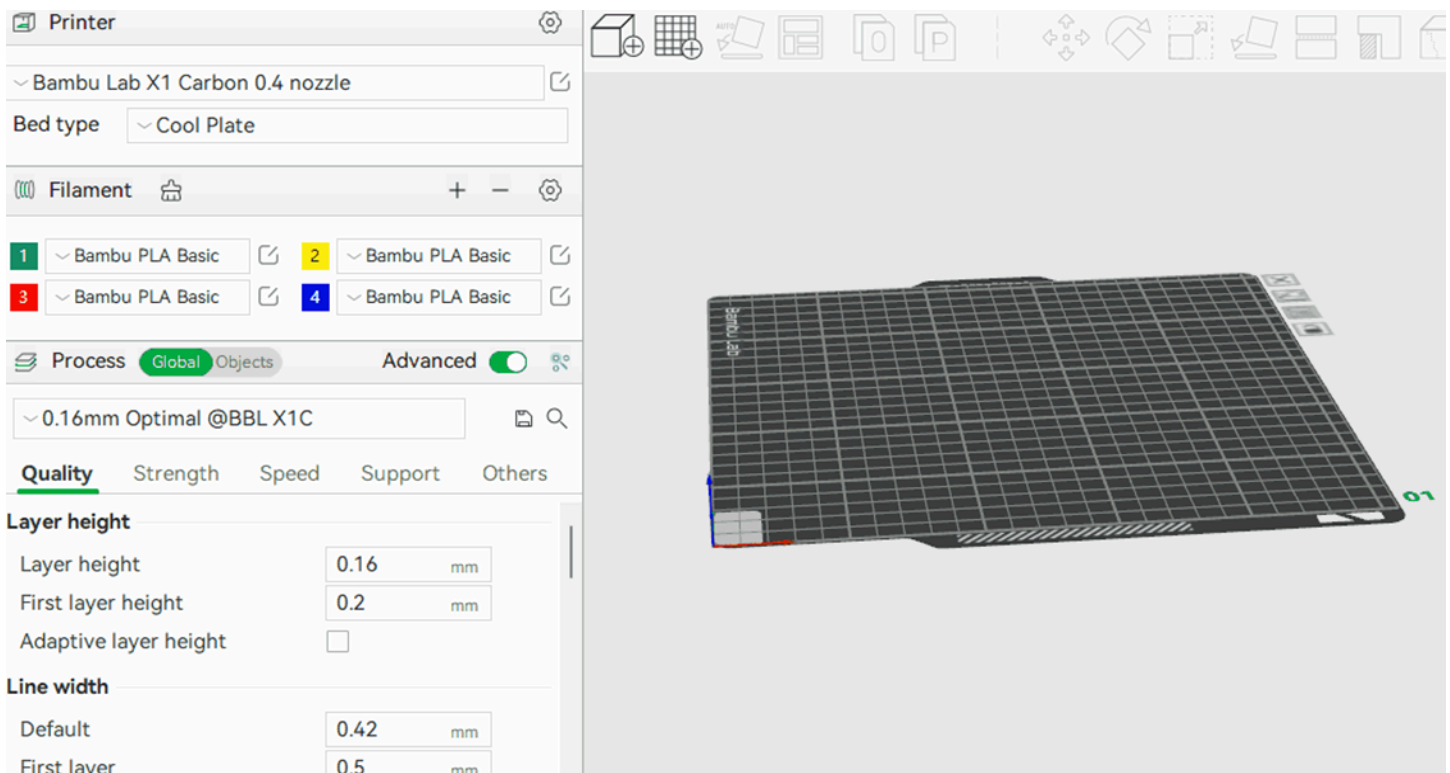 Printer
Bambu Lab X1 Carbon 0.4 nozzle
Bed type Cool Plate
Filament
1 Bambu PLA Basic 2 Bambu PLA Basic
3 Bambu PLA Basic 4 Bambu PLA Basic
Process Global Objects Advanced
0.16mm Optimal @BBL X1C
Quality Strength Speed Support Others
Layer height
Layer height 0.16 mm
First layer height 0.2 mm
Adaptive layer height
Line width
Default 0.42 mm
First layer 0.5 mm
AUTO
O P
Bambu Lab
01